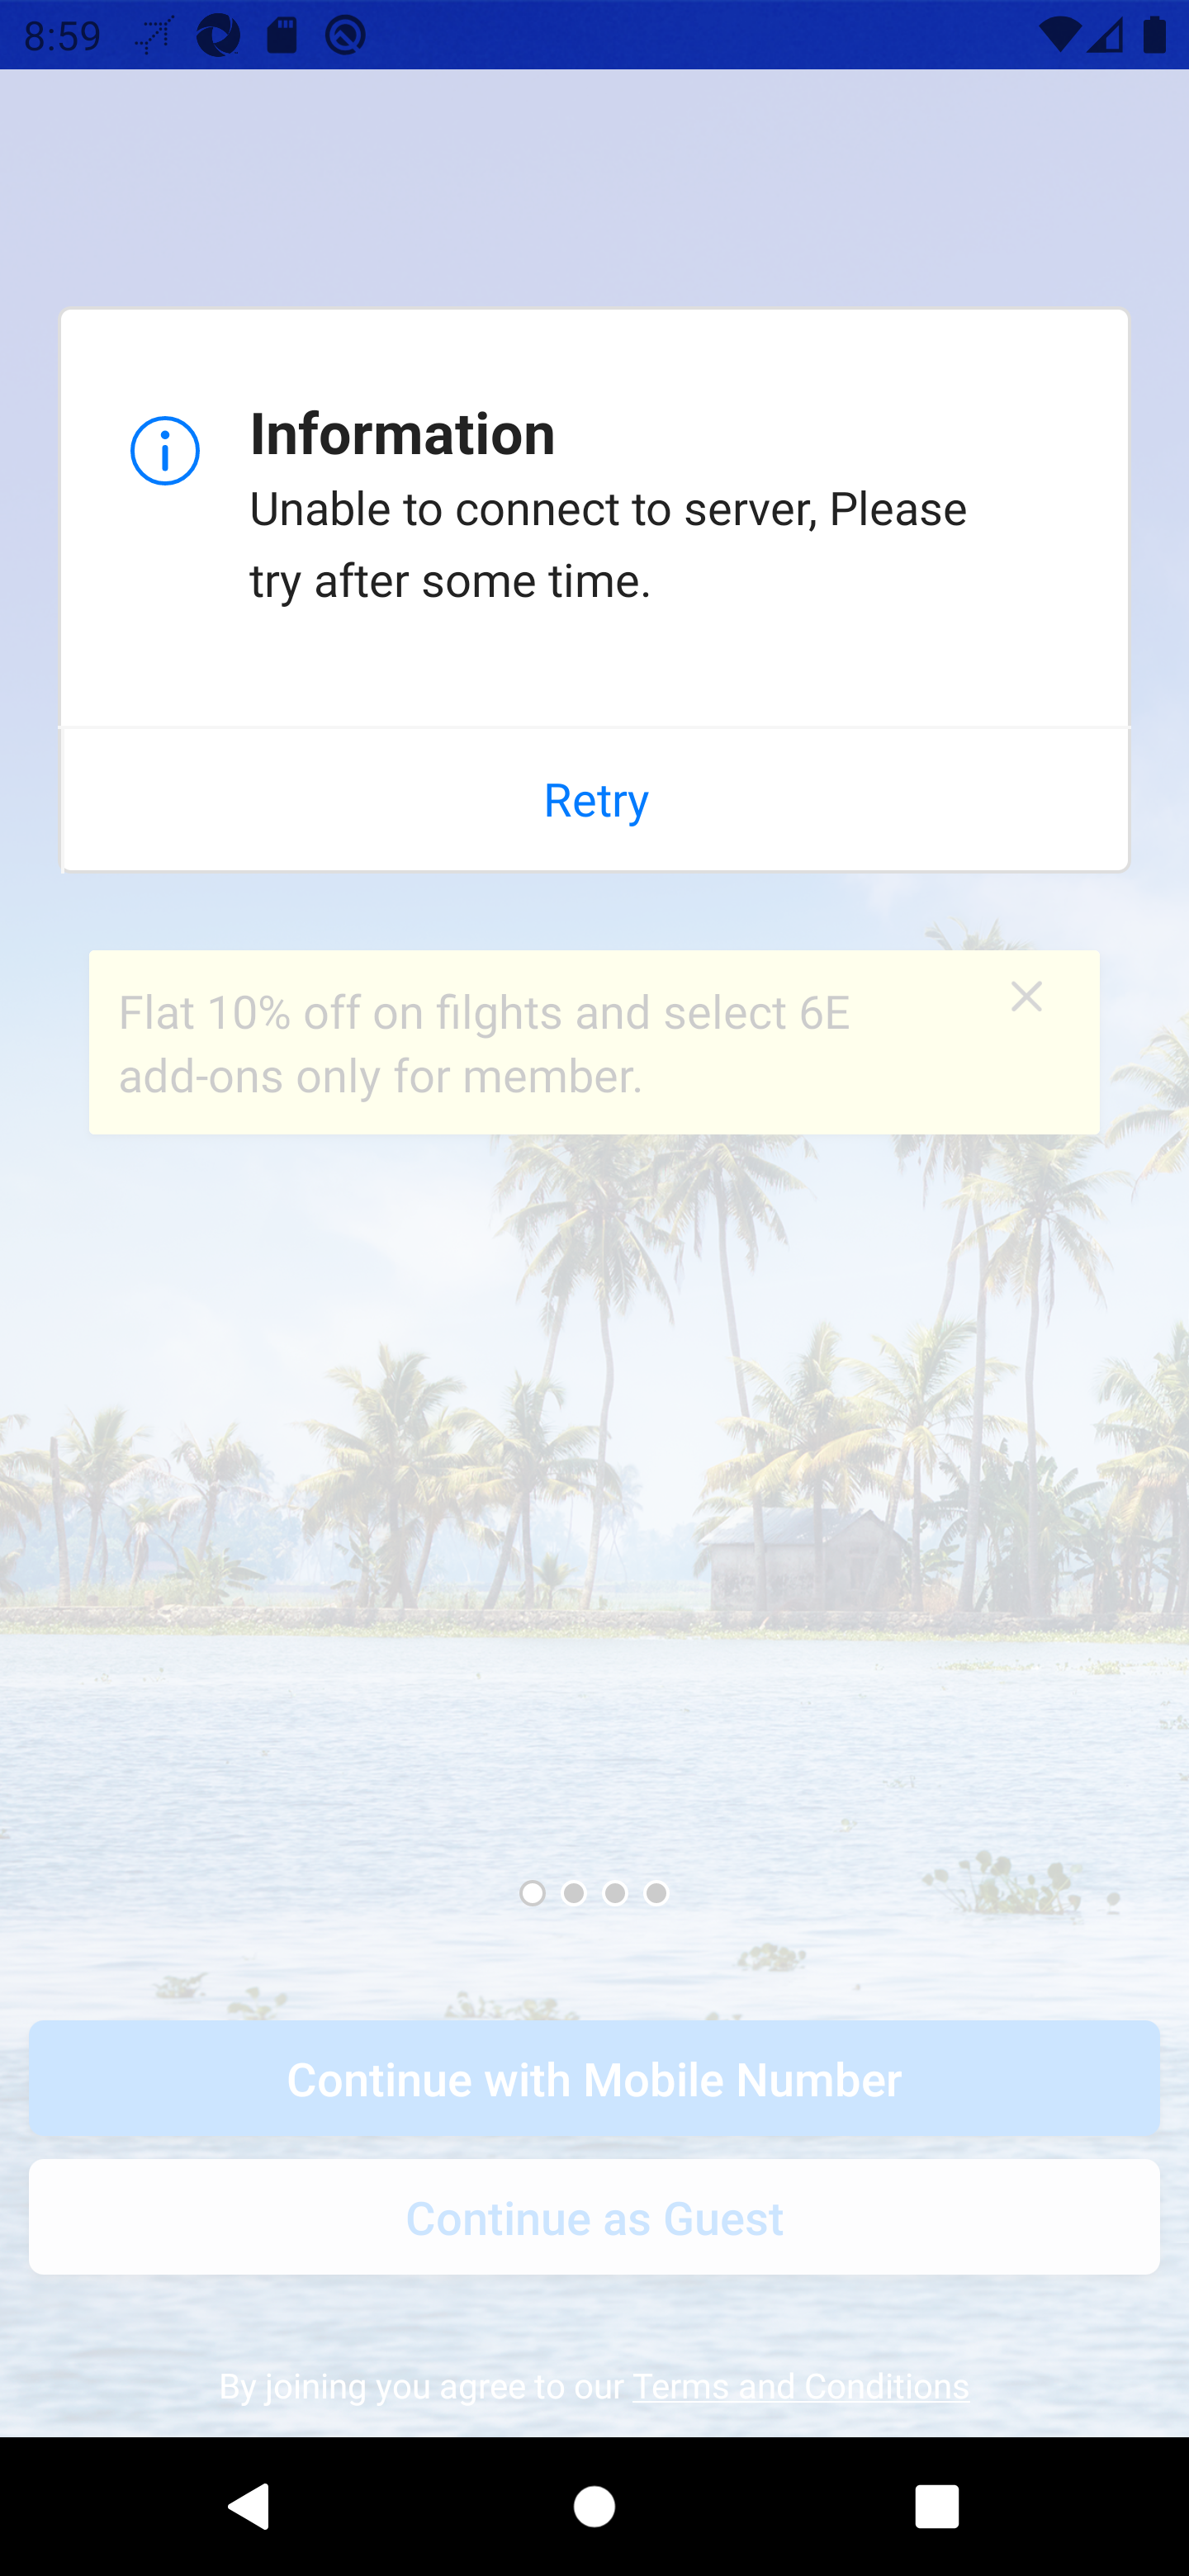 8:59
Information
Unable to connect to server, Please
try after some time.
Retry
Flat 10% off on filghts and select 6E
add-ons only for member.
Continue with Mobile Number
Continue as Guest
By joining you agree to our Terms and Conditions